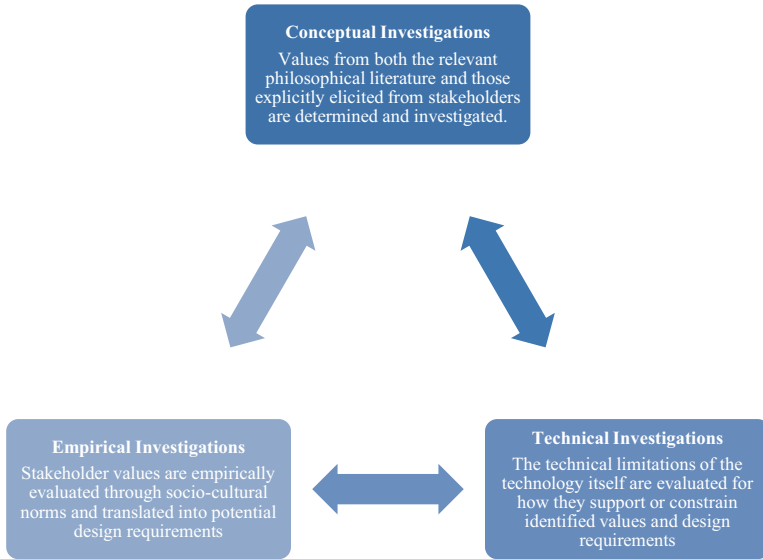 Conceptual Investigations
Values from both the relevant
philosophical literature and those
explicitly elicited from stakeholders
are determined and investigated.
Empirical Investigations
Stakeholder values are empirically
evaluated through socio-cultural
norms and translated into potential
design requirements
Technical Investigations
The technical limitations of the
technology itself are evaluated for
how they support or constrain
identified values and design
requirements